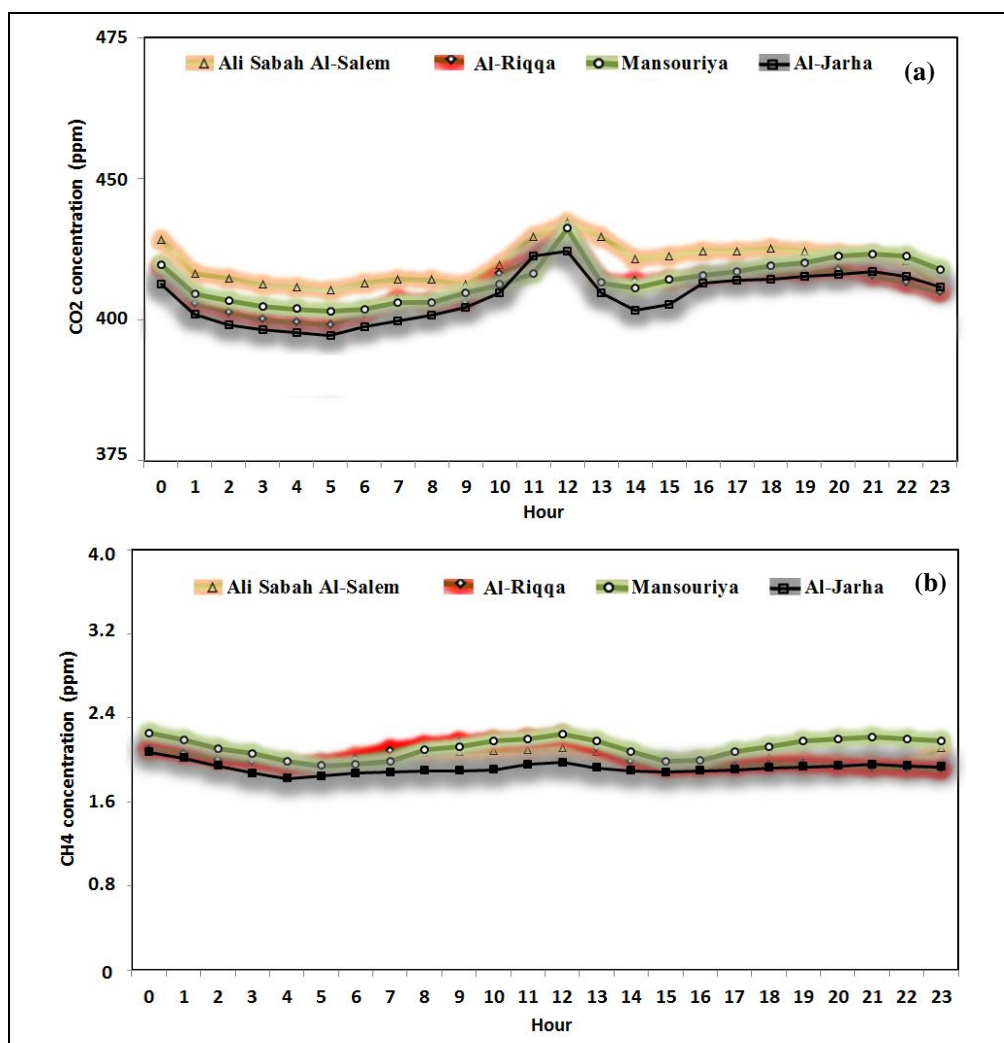 475
Ali Sabah Al-Salem Al-Riqqa Mansouriya Al-Jarha (a)
450
CO2 concentration (ppm)
400
375
0 1 2 3 4 5 6 7 8 9 10 11 12 13 14 15 16 17 18 19 20 21 22 23
Hour
4.0
Ali Sabah Al-Salem Al-Riqqa Mansouriya Al-Jarha (b)
3.2
2.4
CH4 concentration (ppm)
1.6
0.8
0
0 1 2 3 4 5 6 7 8 9 10 11 12 13 14 15 16 17 18 19 20 21 22 23
Hour